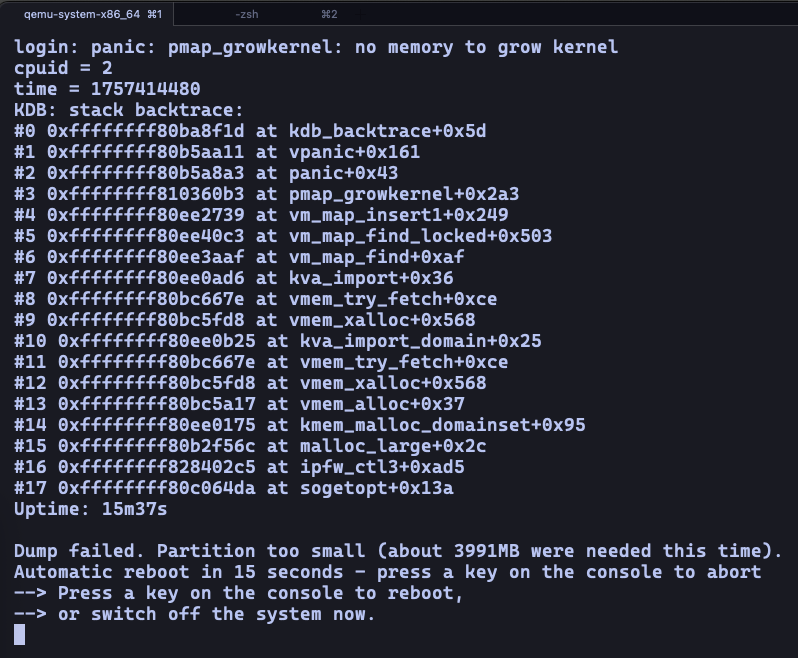 qemu-system-x86_64 ⌘1 -zsh ⌘2
login: panic: pmap_growkernel: no memory to grow kernel
cpuid = 2
time = 1757414480
KDB: stack backtrace:
#0 0xffffffff80ba8f1d at kdb_backtrace+0x5d
#1 0xffffffff80b5aa11 at vpanic+0x161
#2 0xffffffff80b5a8a3 at panic+0x43
#3 0xffffffff810360b3 at pmap_growkernel+0x2a3
#4 0xffffffff80ee2739 at vm_map_insert1+0x249
#5 0xffffffff80ee40c3 at vm_map_find_locked+0x503
#6 0xffffffff80ee3aaf at vm_map_find+0xaf
#7 0xffffffff80ee0ad6 at kva_import+0x36
#8 0xffffffff80bc667e at vmem_try_fetch+0xce
#9 0xffffffff80bc5fd8 at vmem_xalloc+0x568
#10 0xffffffff80ee0b25 at kva_import_domain+0x25
#11 0xffffffff80bc667e at vmem_try_fetch+0xce
#12 0xffffffff80bc5fd8 at vmem_xalloc+0x568
#13 0xffffffff80bc5a17 at vmem_alloc+0x37
#14 0xffffffff80ee0175 at kmem_malloc_domainset+0x95
#15 0xffffffff80b2f56c at malloc_large+0x2c
#16 0xffffffff828402c5 at ipfw_ctl3+0xad5
#17 0xffffffff80c064da at sogetopt+0x13a
Uptime: 15m37s
Dump failed. Partition too small (about 3991MB were needed this time).
Automatic reboot in 15 seconds - press a key on the console to abort
--> Press a key on the console to reboot,
--> or switch off the system now.